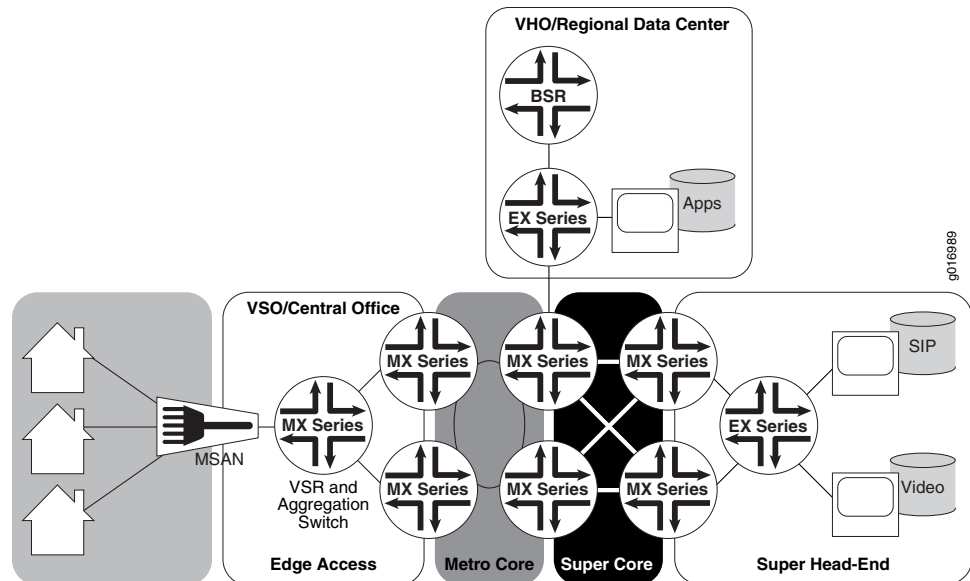 VHO/Regional Data Center
BSR
EX Series
Apps
g016989
VSO/Central Office
MX Series
MX Series
MX Series
SIP
MX Series
EX Series
MSAN
VSR and
Aggregation
Switch
MX Series
MX Series
MX Series
Video
Edge Access
Metro Core
Super Core
Super Head-End